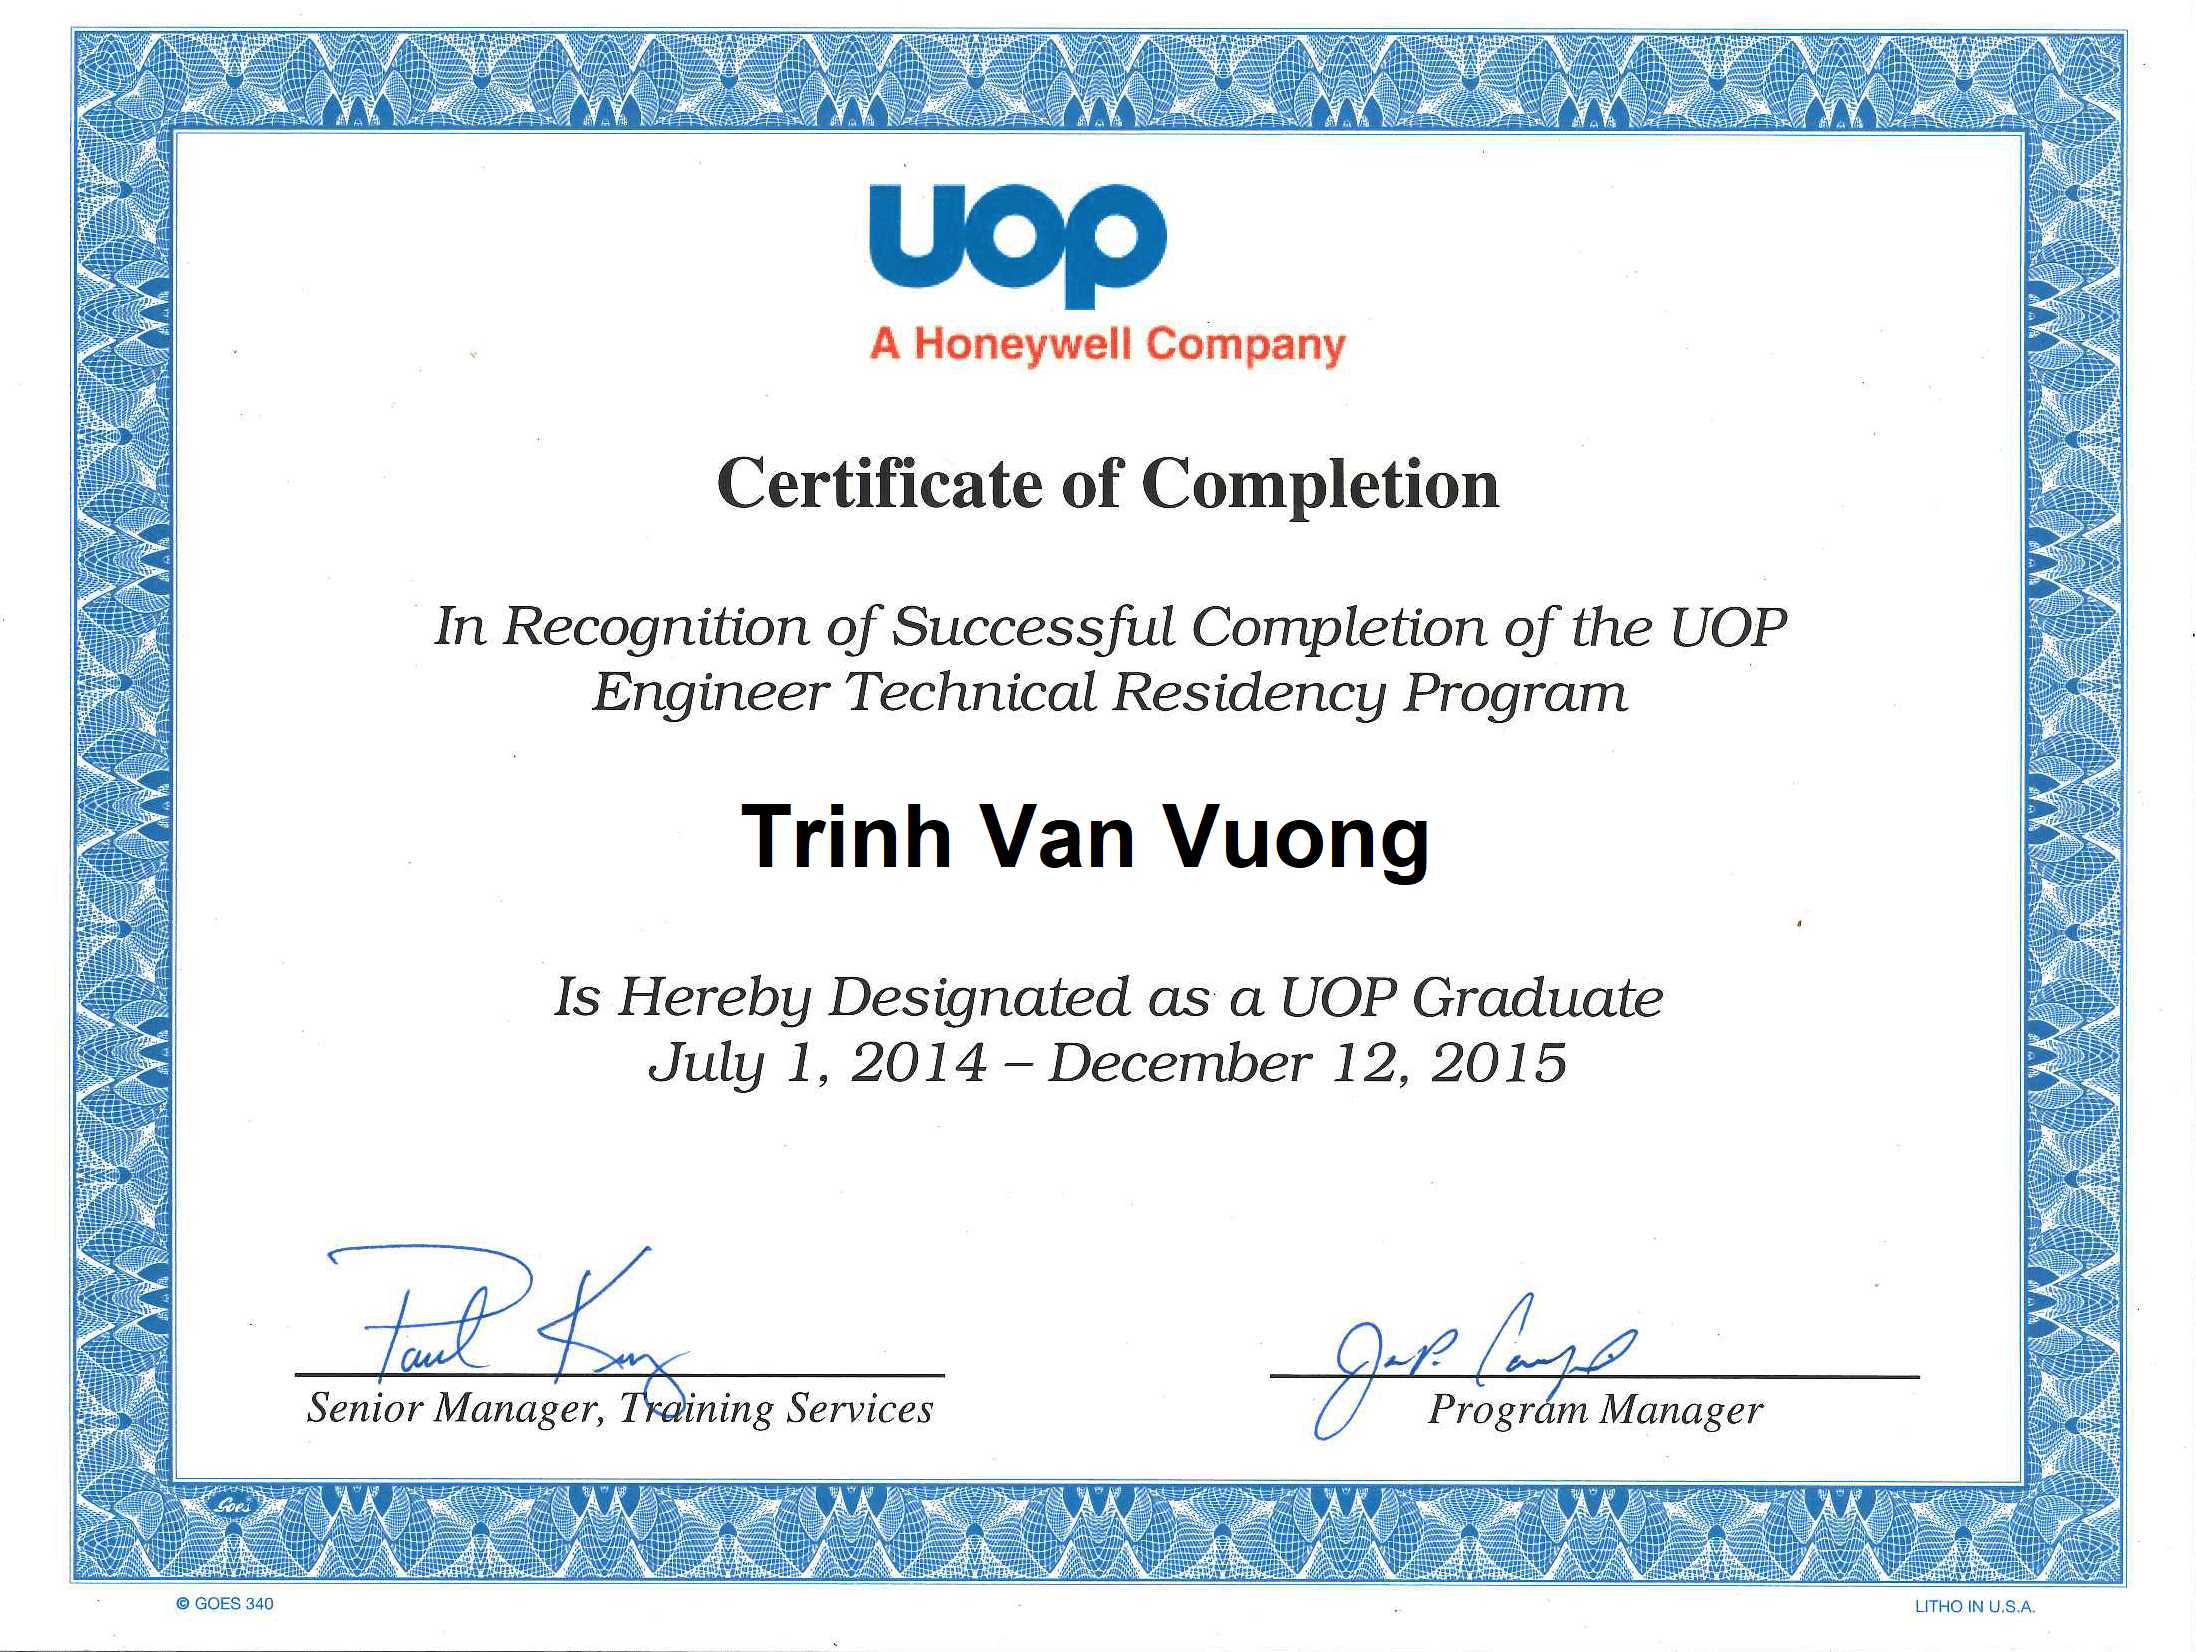 uop
A Honeywell Company
Certificate of Completion
In Recognition of Successful Completion of the UOP
Engineer Technical Residency Program
Trinh Van Vuong
Is Hereby Designated as a UOP Graduate
July 1, 2014 – December 12, 2015
Paul
Senior Manager, Training Services
Program Manager
Goes
© GOES 340
LITHO IN U.S.A.